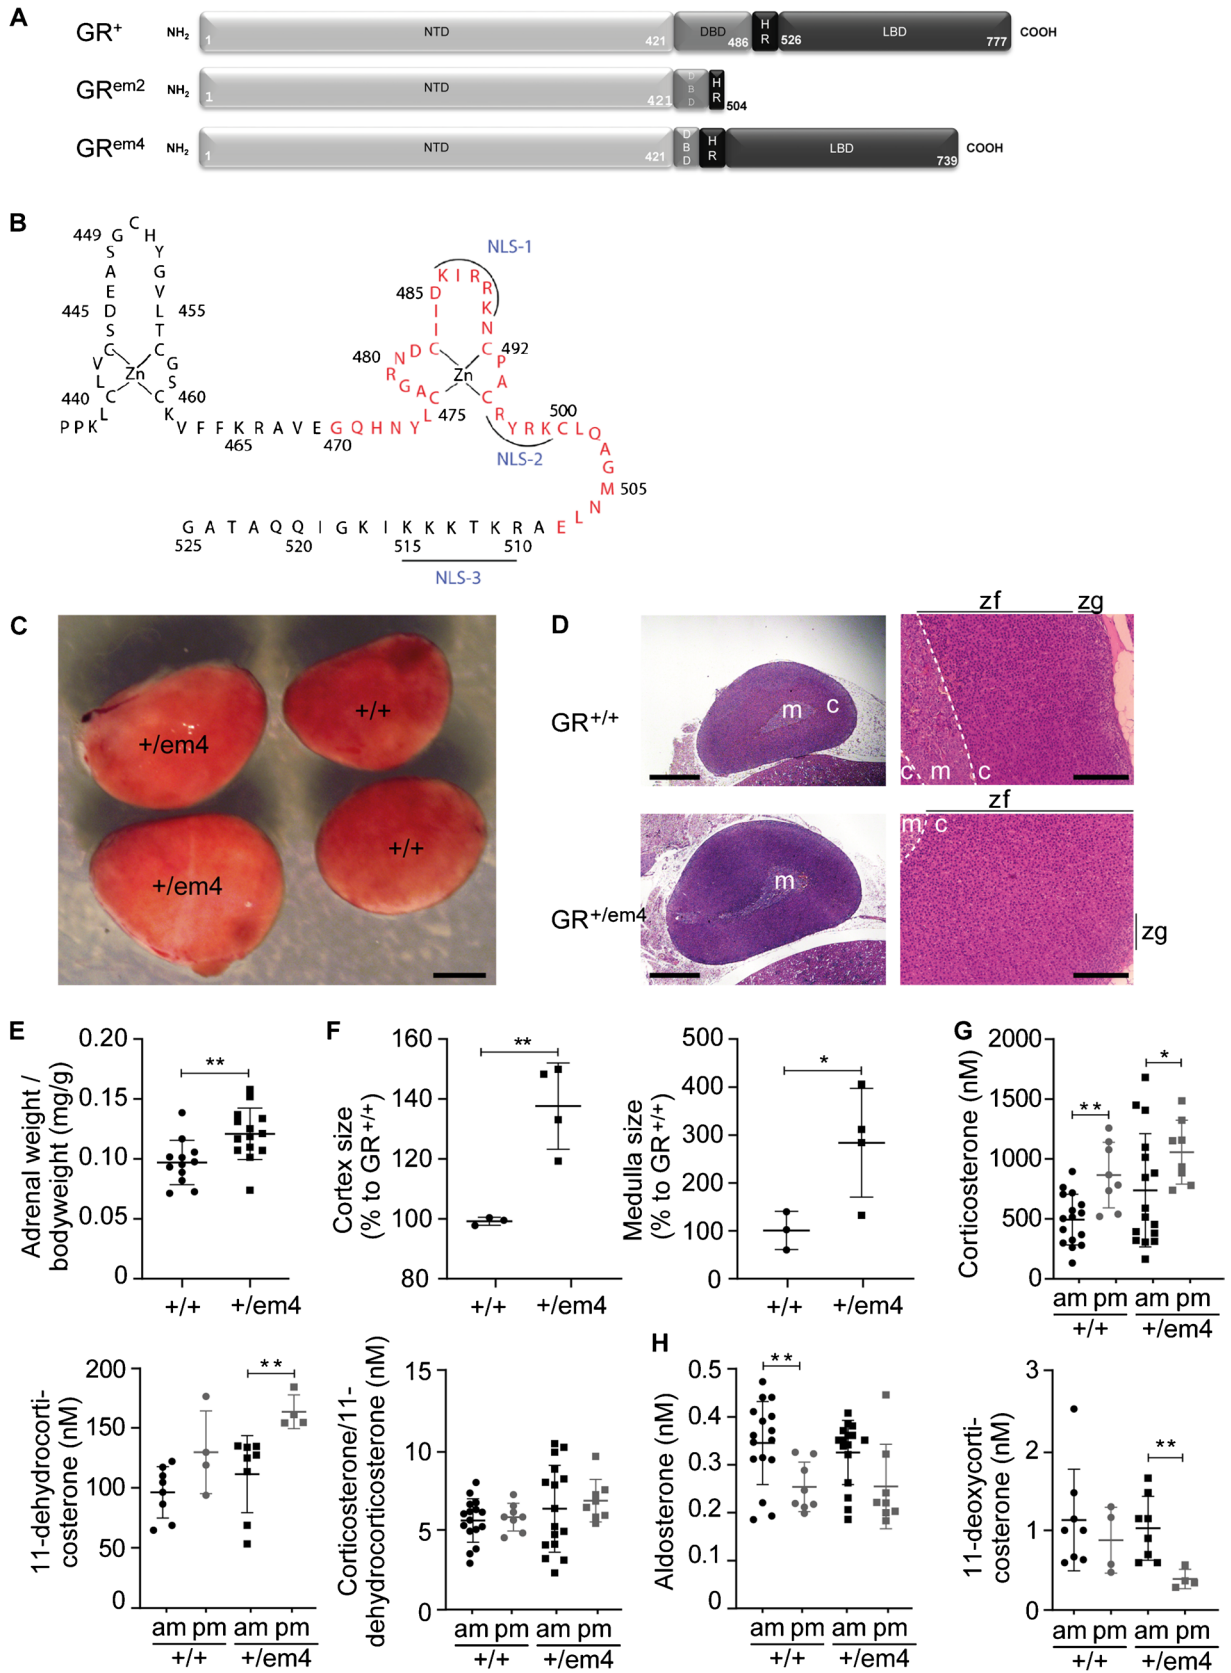 A
GR+ NH2 1 NTD 421 DBD 486 HR 526 LBD 777 COOH
GRem2 NH2 1 NTD 421 DBD HR 504
GRem4 NH2 1 NTD 421 DBD HR LBD 739 COOH
B
449 S G C H Y
A G
E V
445 D L 455
S T
C C
V Zn G
L S
440 C C 460
P P K L K V F F K R A V E G Q H N Y L
465 470
NLS-1
485 D K I R R K N
I I
480 N D C C 492
R G A C Zn P A C
475 R Y R K C L Q A G M N L E
500
NLS-2
505
G A T A Q Q I G K I K K K T K R A
525 520 515 510
NLS-3
C
+/em4 +/+
+/em4 +/+
D
zf zg
GR+/+ m c c m c
zf
GR+/em4 m m c zg
E
Adrenal weight /
bodyweight (mg/g)
0.20
0.15
0.10
0.05
0
**
+/+ +/em4
F
Cortex size
(% to GR+/+)
160
140
120
100
80
**
+/+ +/em4
Medulla size
(% to GR+/+)
500
400
300
200
100
0
*
+/+ +/em4
G
Corticosterone (nM)
2000
1500
1000
500
0
** *
am pm am pm
+/+ +/em4
11-dehydrocorti-
costerone (nM)
200
150
100
50
0
**
am pm am pm
+/+ +/em4
Corticosterone/11-
dehydrocorticosterone (nM)
15
10
5
0
am pm am pm
+/+ +/em4
H
Aldosterone (nM)
0.5
0.4
0.3
0.2
0.1
0
**
am pm am pm
+/+ +/em4
11-deoxycorti-
costerone (nM)
3
2
1
0
**
am pm am pm
+/+ +/em4